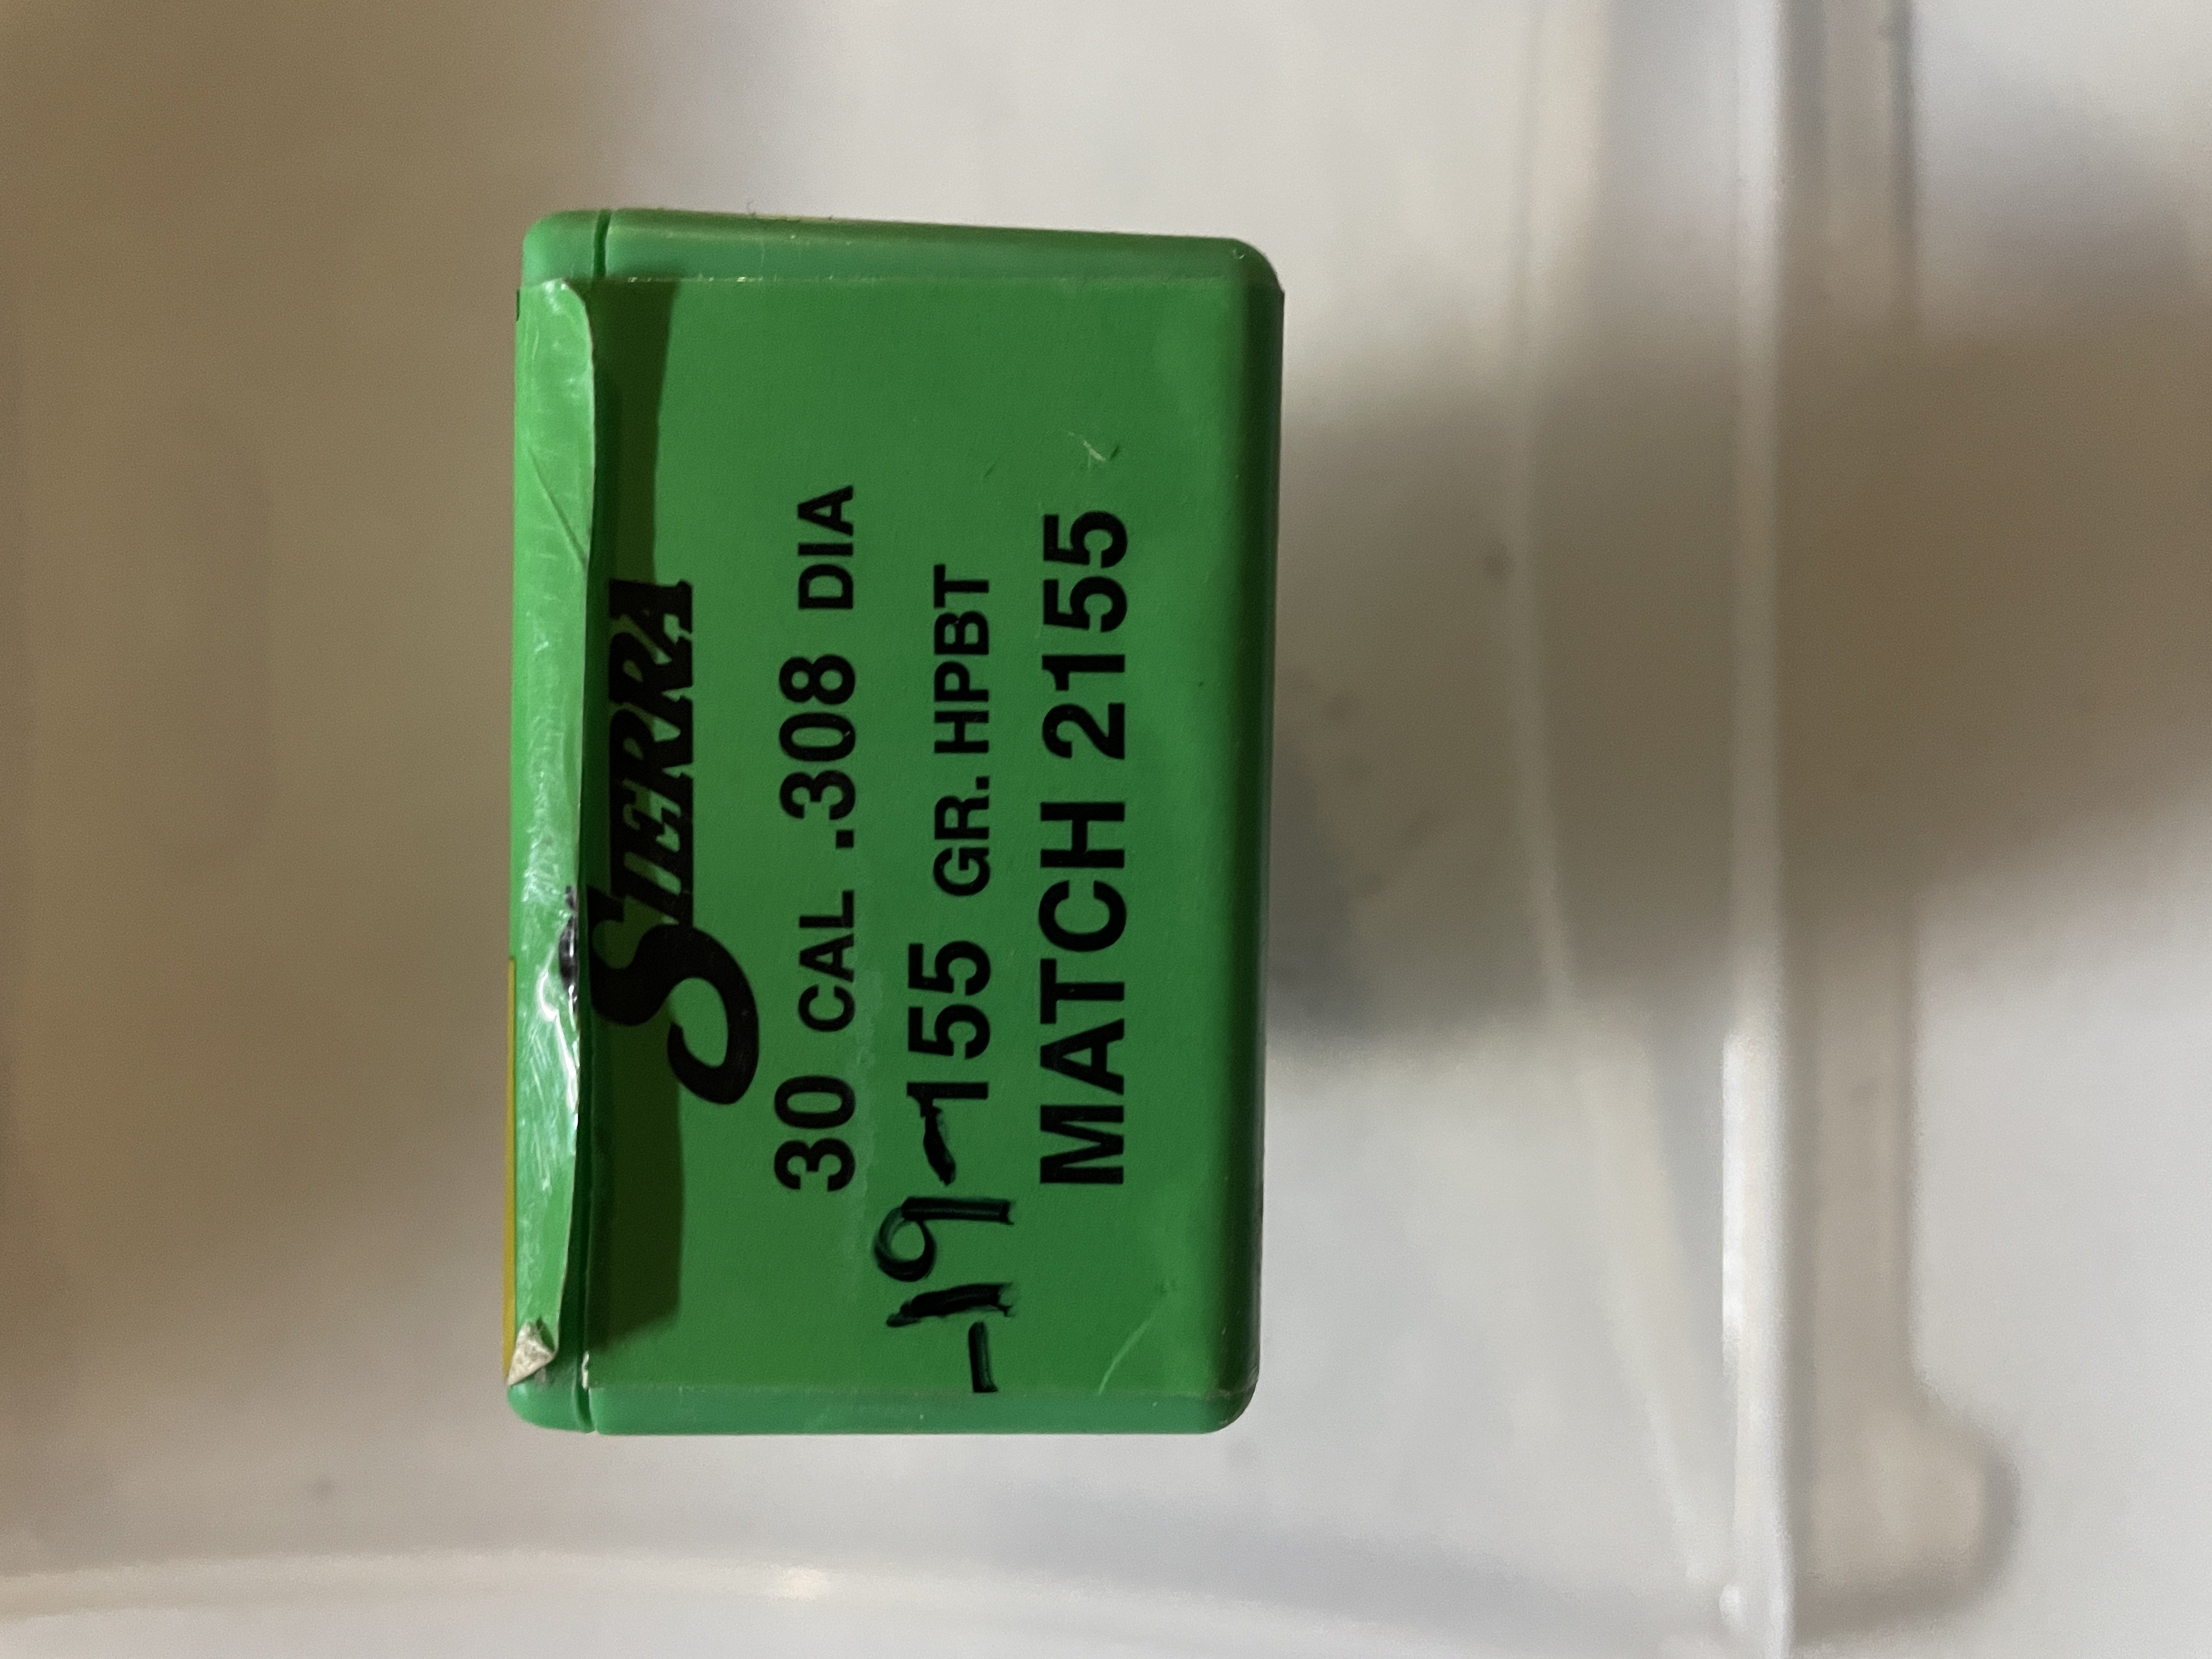 SIERRA
30 CAL .308 DIA
-19-155 GR. HPBT
MATCH 2155